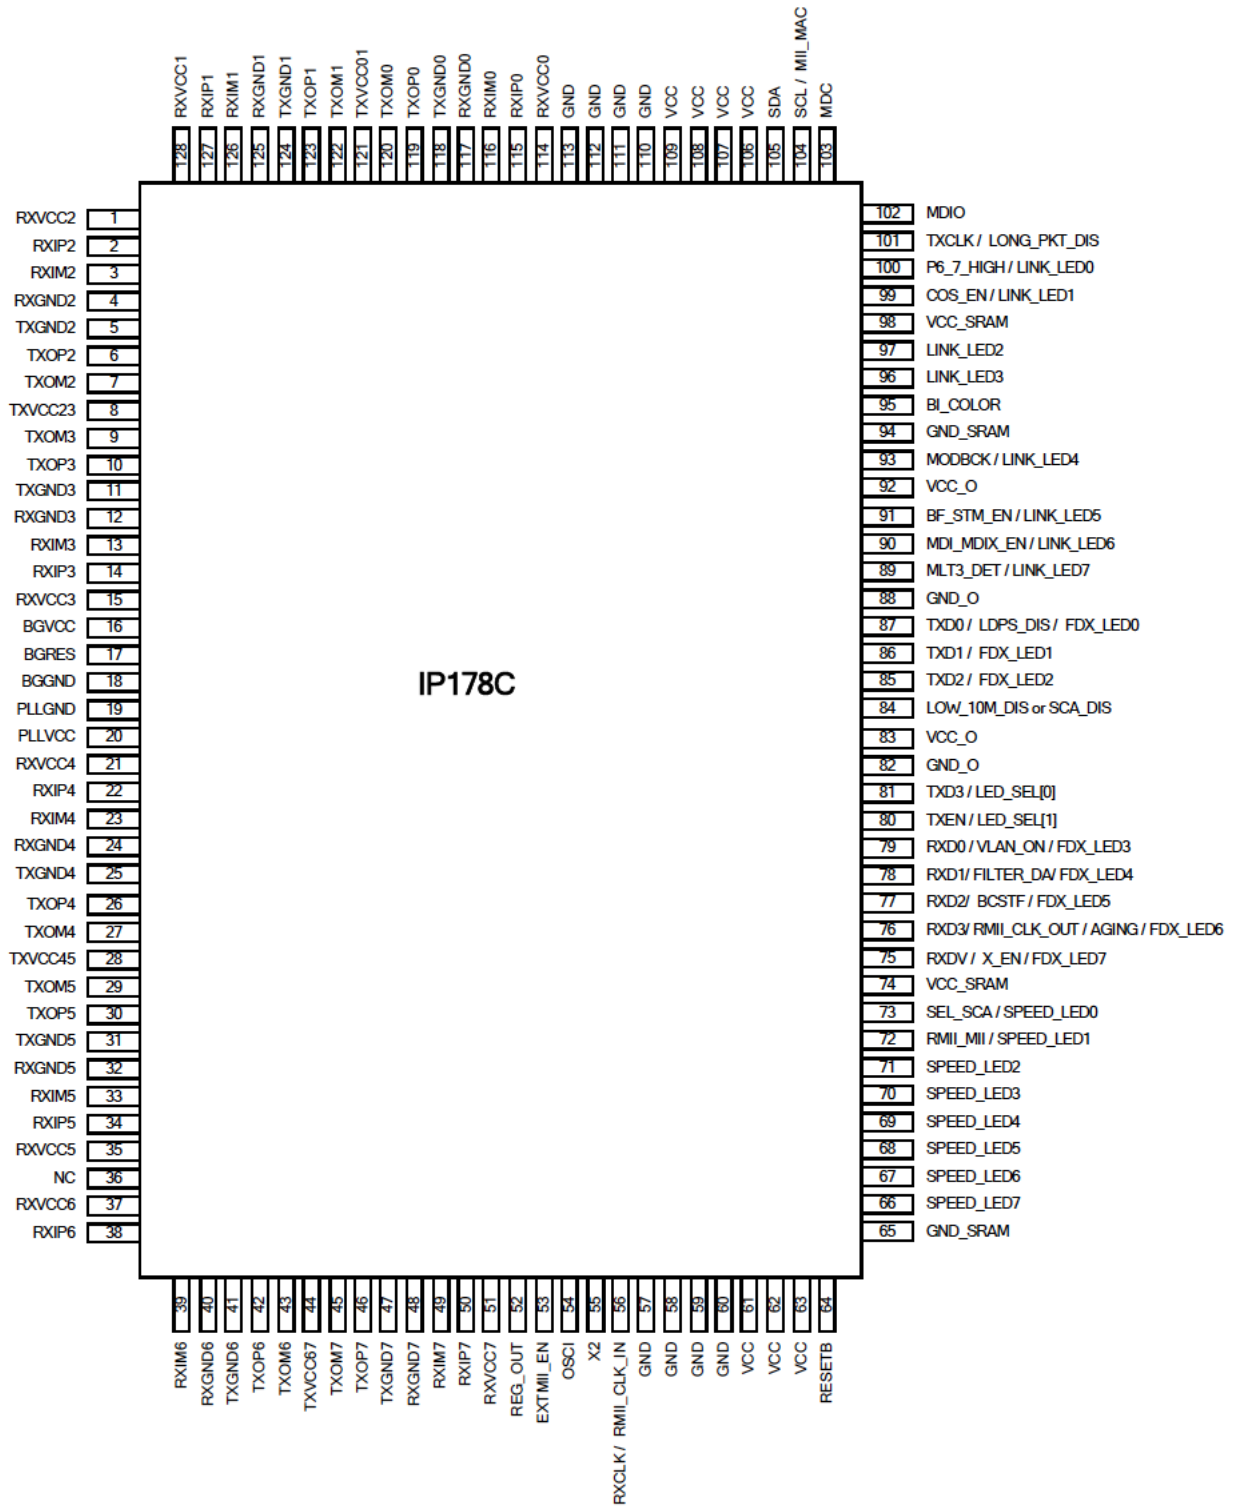 RXVCC1
RXIP1
RXIM1
RXGND1
TXGND1
TXOP1
TXOM1
TXVCC01
TXOM0
TXOP0
TXGND0
RXGND0
RXIM0
RXIP0
RXVCC0
GND
GND
GND
GND
VCC
VCC
VCC
VCC
SDA
SCL / MII_MAC
MDC
128
127
126
125
124
123
122
121
120
119
118
117
116
115
114
113
112
111
110
109
108
107
106
105
104
103
RXVCC2 1
RXIP2 2
RXIM2 3
RXGND2 4
TXGND2 5
TXOP2 6
TXOM2 7
TXVCC23 8
TXOM3 9
TXOP3 10
TXGND3 11
RXGND3 12
RXIM3 13
RXIP3 14
RXVCC3 15
BGVCC 16
BGRES 17
BGGND 18
PLLGND 19
PLLVCC 20
RXVCC4 21
RXIP4 22
RXIM4 23
RXGND4 24
TXGND4 25
TXOP4 26
TXOM4 27
TXVCC45 28
TXOM5 29
TXOP5 30
TXGND5 31
RXGND5 32
RXIM5 33
RXIP5 34
RXVCC5 35
NC 36
RXVCC6 37
RXIP6 38
IP178C
102 MDIO
101 TXCLK / LONG_PKT_DIS
100 P6_7_HIGH / LINK_LED0
99 COS_EN / LINK_LED1
98 VCC_SRAM
97 LINK_LED2
96 LINK_LED3
95 BI_COLOR
94 GND_SRAM
93 MODBCK / LINK_LED4
92 VCC_O
91 BF_STM_EN / LINK_LED5
90 MDI_MDIX_EN / LINK_LED6
89 MLT3_DET / LINK_LED7
88 GND_O
87 TXD0 / LDPS_DIS / FDX_LED0
86 TXD1 / FDX_LED1
85 TXD2 / FDX_LED2
84 LOW_10M_DIS or SCA_DIS
83 VCC_O
82 GND_O
81 TXD3 / LED_SEL[0]
80 TXEN / LED_SEL[1]
79 RXD0 / VLAN_ON / FDX_LED3
78 RXD1/ FILTER_DA/ FDX_LED4
77 RXD2/ BCSTF / FDX_LED5
76 RXD3/ RMII_CLK_OUT / AGING / FDX_LED6
75 RXDV / X_EN / FDX_LED7
74 VCC_SRAM
73 SEL_SCA / SPEED_LED0
72 RMII_MII / SPEED_LED1
71 SPEED_LED2
70 SPEED_LED3
69 SPEED_LED4
68 SPEED_LED5
67 SPEED_LED6
66 SPEED_LED7
65 GND_SRAM
39
40
41
42
43
44
45
46
47
48
49
50
51
52
53
54
55
56
57
58
59
60
61
62
63
64
RXIM6
RXGND6
TXGND6
TXOP6
TXOM6
TXVCC67
TXOM7
TXOP7
TXGND7
RXGND7
RXIM7
RXIP7
RXVCC7
REG_OUT
EXTMII_EN
OSCI
X2
RXCLK / RMII_CLK_IN
GND
GND
GND
GND
VCC
VCC
VCC
RESETB